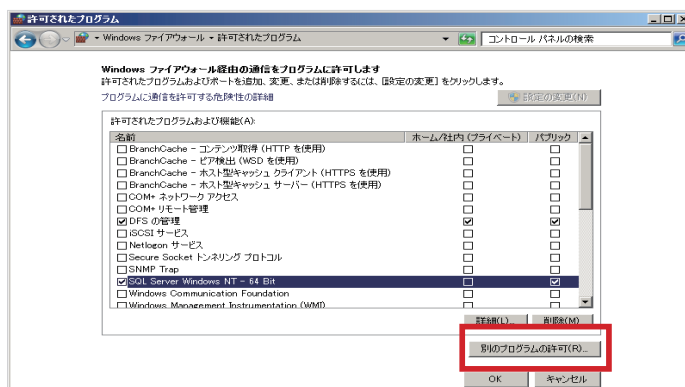 許可されたプログラム
Windows ファイアウォール ▸ 許可されたプログラム
コントロール パネルの検索
Windows ファイアウォール経由の通信をプログラムに許可します
許可されたプログラムおよびポートを追加、変更、または削除するには、[設定の変更] をクリックします。
プログラムに通信を許可する危険性の詳細
設定の変更(N)
許可されたプログラムおよび機能(A):
名前 ホーム/社内 (プライベート) パブリック
BranchCache - コンテンツ取得 (HTTP を使用)
BranchCache - ピア検出 (WSD を使用)
BranchCache - ホスト型キャッシュ クライアント (HTTPS を使用)
BranchCache - ホスト型キャッシュ サーバー (HTTPS を使用)
COM+ ネットワーク アクセス
COM+ リモート管理
DFS の管理
iSCSI サービス
Netlogon サービス
Secure Socket トンネリング プロトコル
SNMP Trap
SQL Server Windows NT - 64 Bit
Windows Communication Foundation
Windows Management Instrumentation (WMI)
詳細(L)... 削除(M)
別のプログラムの許可(R)...
OK キャンセル